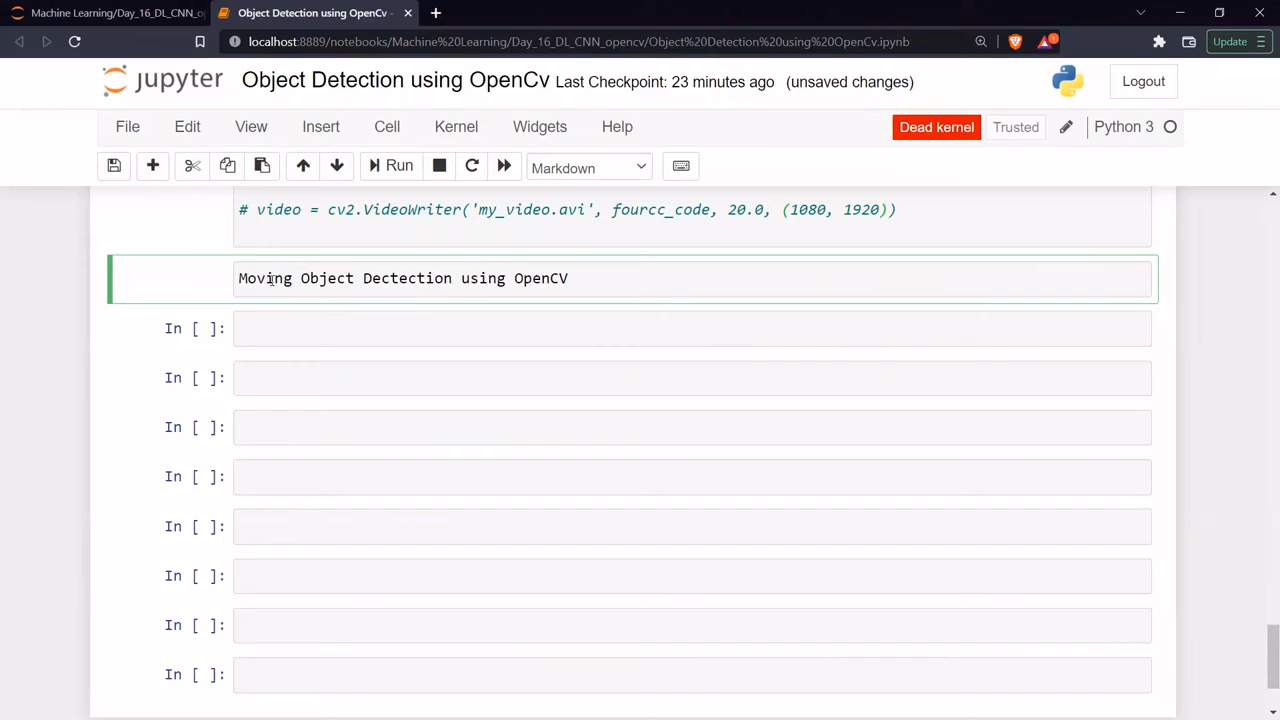 Machine Learning/Day_16_DL_CNN_op
Object Detection using OpenCv -
localhost:8889/notebooks/Machine%20Learning/Day_16_DL_CNN_opencv/Object%20Detection%20using%20OpenCv.ipynb
1
Update
jupyter Object Detection using OpenCv Last Checkpoint: 23 minutes ago (unsaved changes)
Logout
File Edit View Insert Cell Kernel Widgets Help
Dead kernel Trusted Python 3
Run Markdown
# video = cv2.VideoWriter('my_video.avi', fourcc_code, 20.0, (1080, 1920))
Moving Object Dectection using OpenCV
In [ ]:
In [ ]:
In [ ]:
In [ ]:
In [ ]:
In [ ]:
In [ ]:
In [ ]: